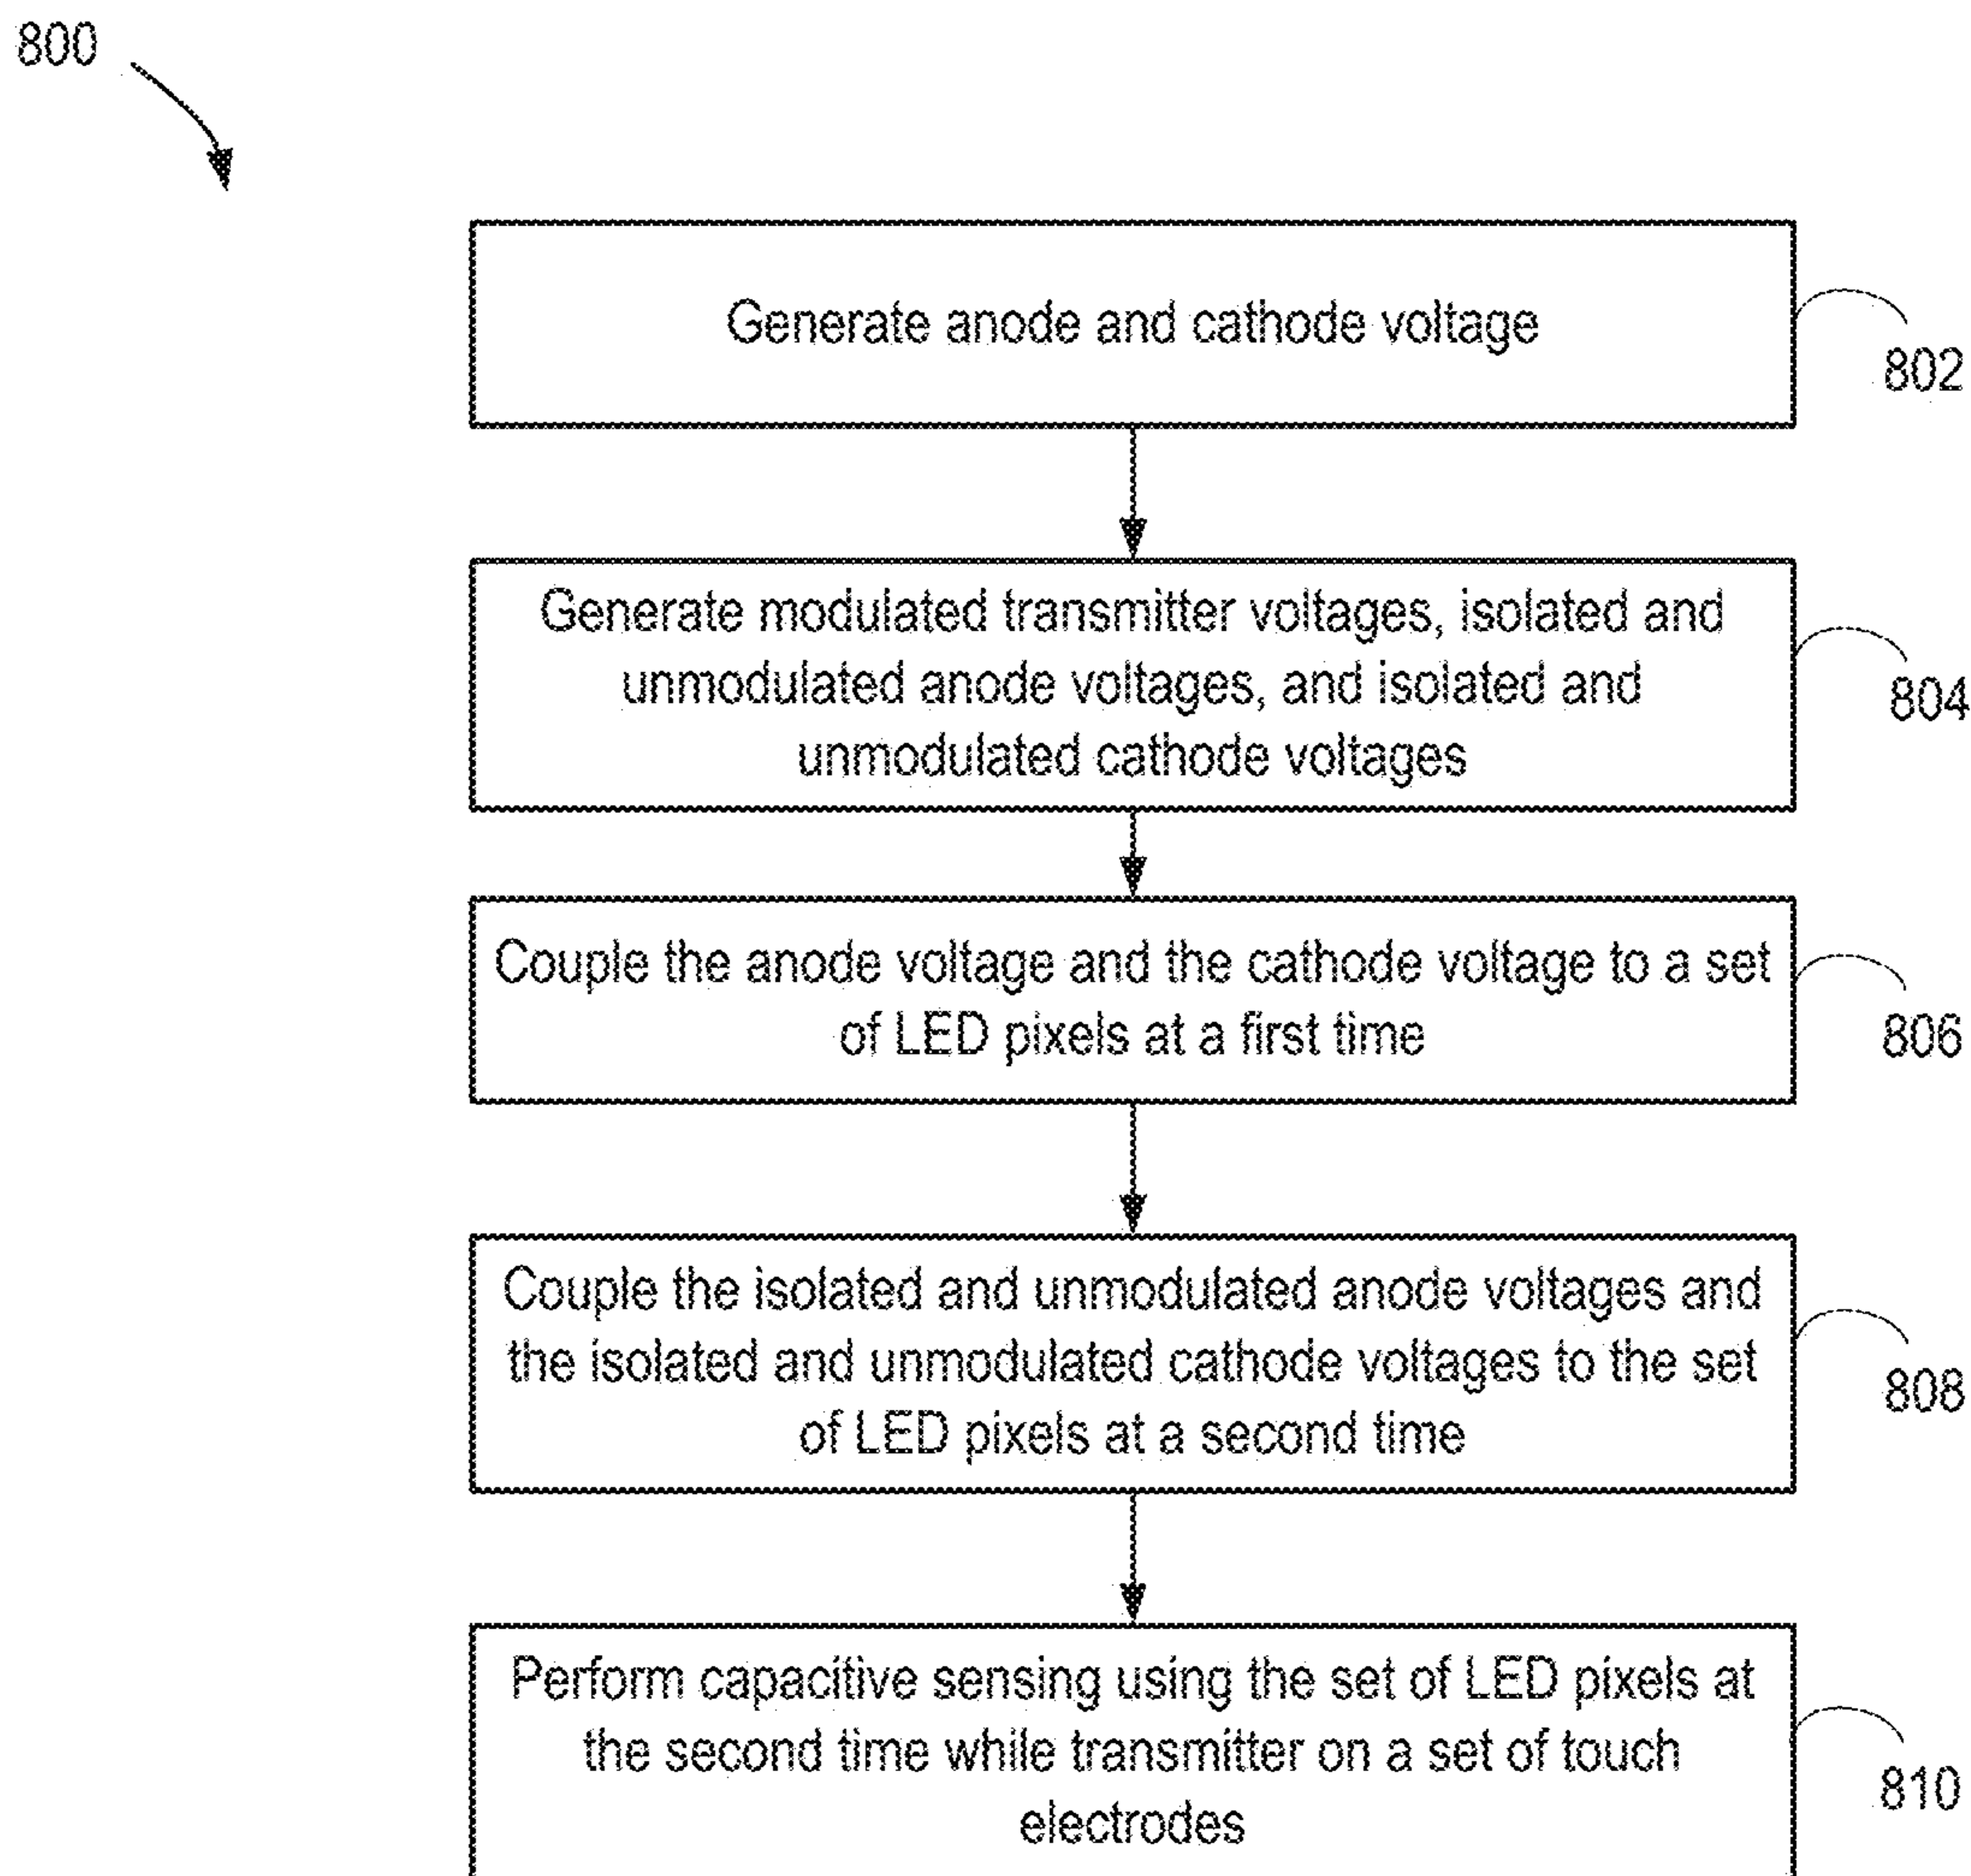 800
Generate anode and cathode voltage
802
Generate modulated transmitter voltages, isolated and
unmodulated anode voltages, and isolated and
unmodulated cathode voltages
804
Couple the anode voltage and the cathode voltage to a set
of LED pixels at a first time
806
Couple the isolated and unmodulated anode voltages and
the isolated and unmodulated cathode voltages to the set
of LED pixels at a second time
808
Perform capacitive sensing using the set of LED pixels at
the second time while transmitter on a set of touch
electrodes
810